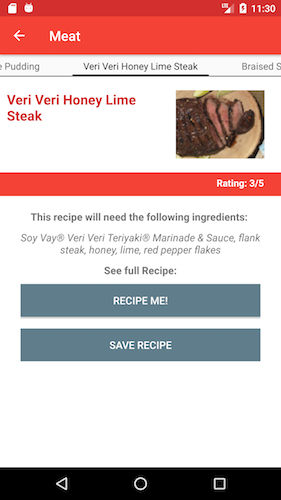 LTE 11:30
Meat
e Pudding Veri Veri Honey Lime Steak Braised S
Veri Veri Honey Lime
Steak
Rating: 3/5
This recipe will need the following ingredients:
Soy Vay® Veri Veri Teriyaki® Marinade & Sauce, flank
steak, honey, lime, red pepper flakes
See full Recipe:
RECIPE ME!
SAVE RECIPE